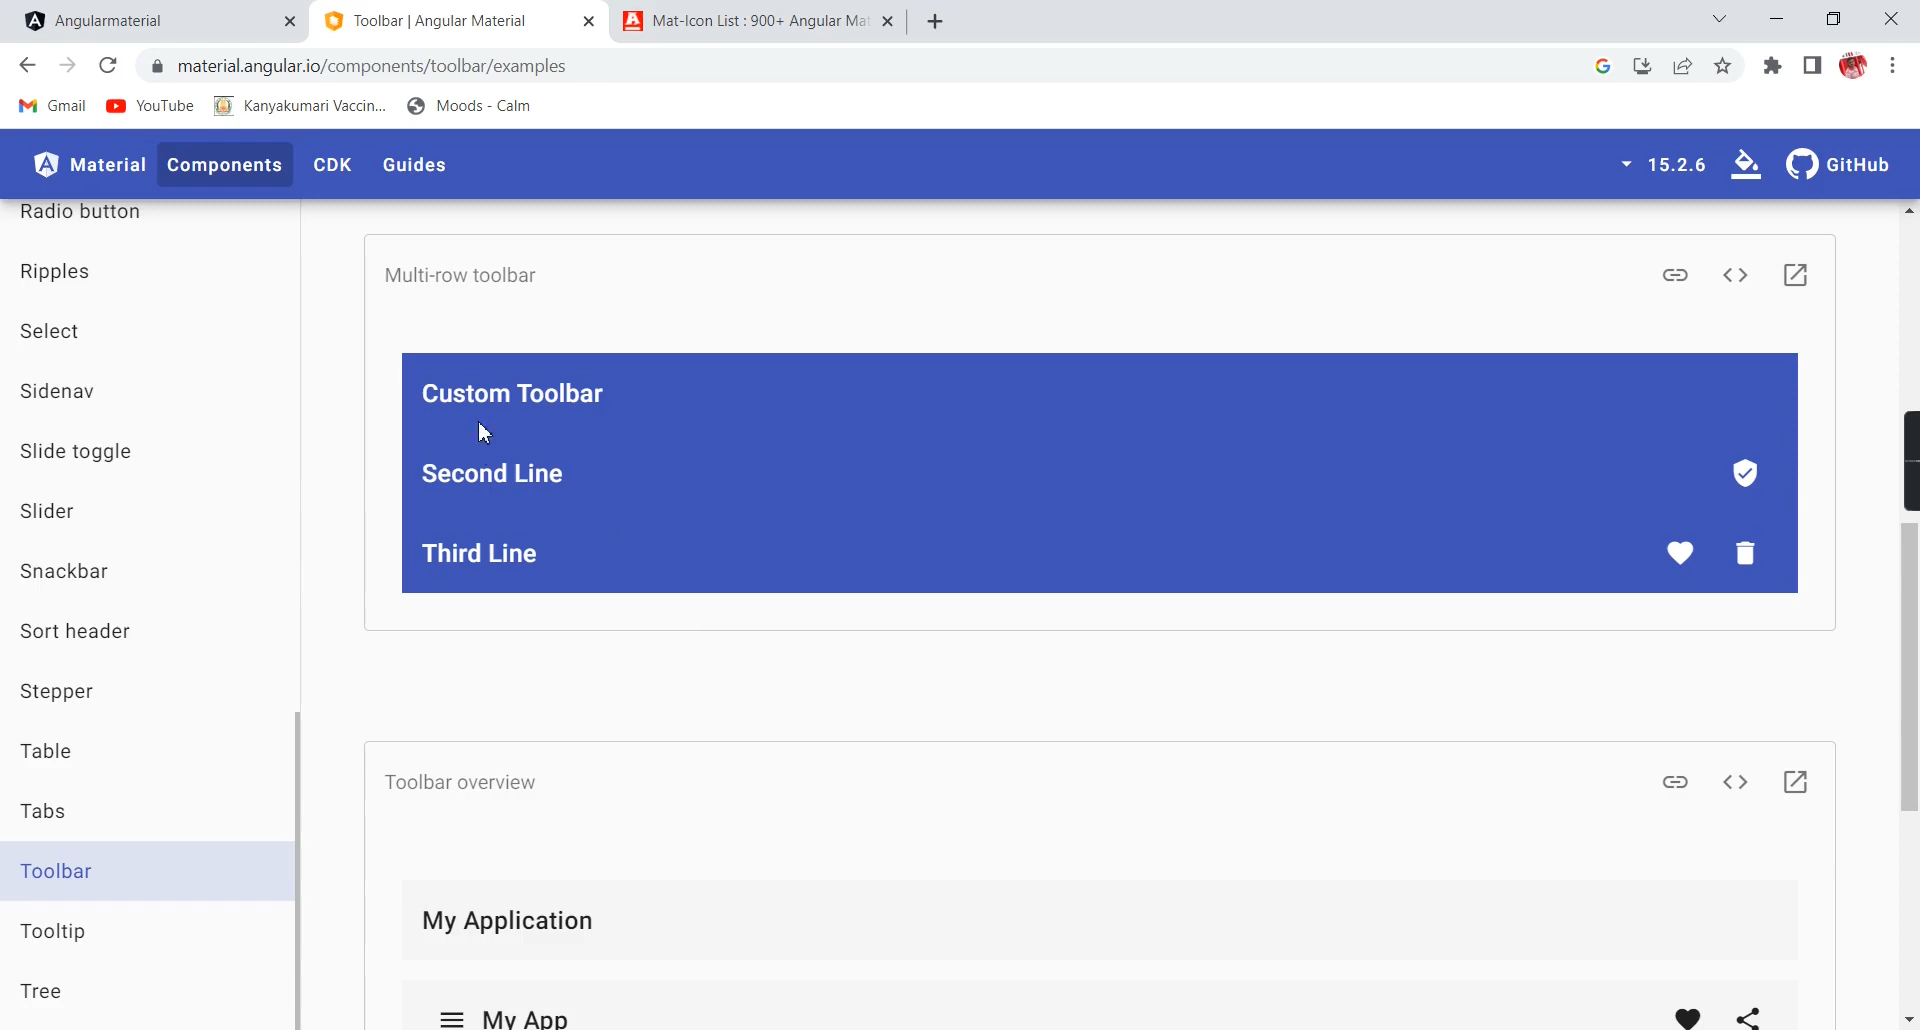 Angularmaterial
Toolbar | Angular Material
Mat-Icon List : 900+ Angular Mat
material.angular.io/components/toolbar/examples
Gmail
YouTube
Kanyakumari Vaccin...
Moods - Calm
Material
Components
CDK
Guides
15.2.6
GitHub
Radio button
Ripples
Select
Sidenav
Slide toggle
Slider
Snackbar
Sort header
Stepper
Table
Tabs
Toolbar
Tooltip
Tree
Multi-row toolbar
Custom Toolbar
Second Line
Third Line
Toolbar overview
My Application
My App